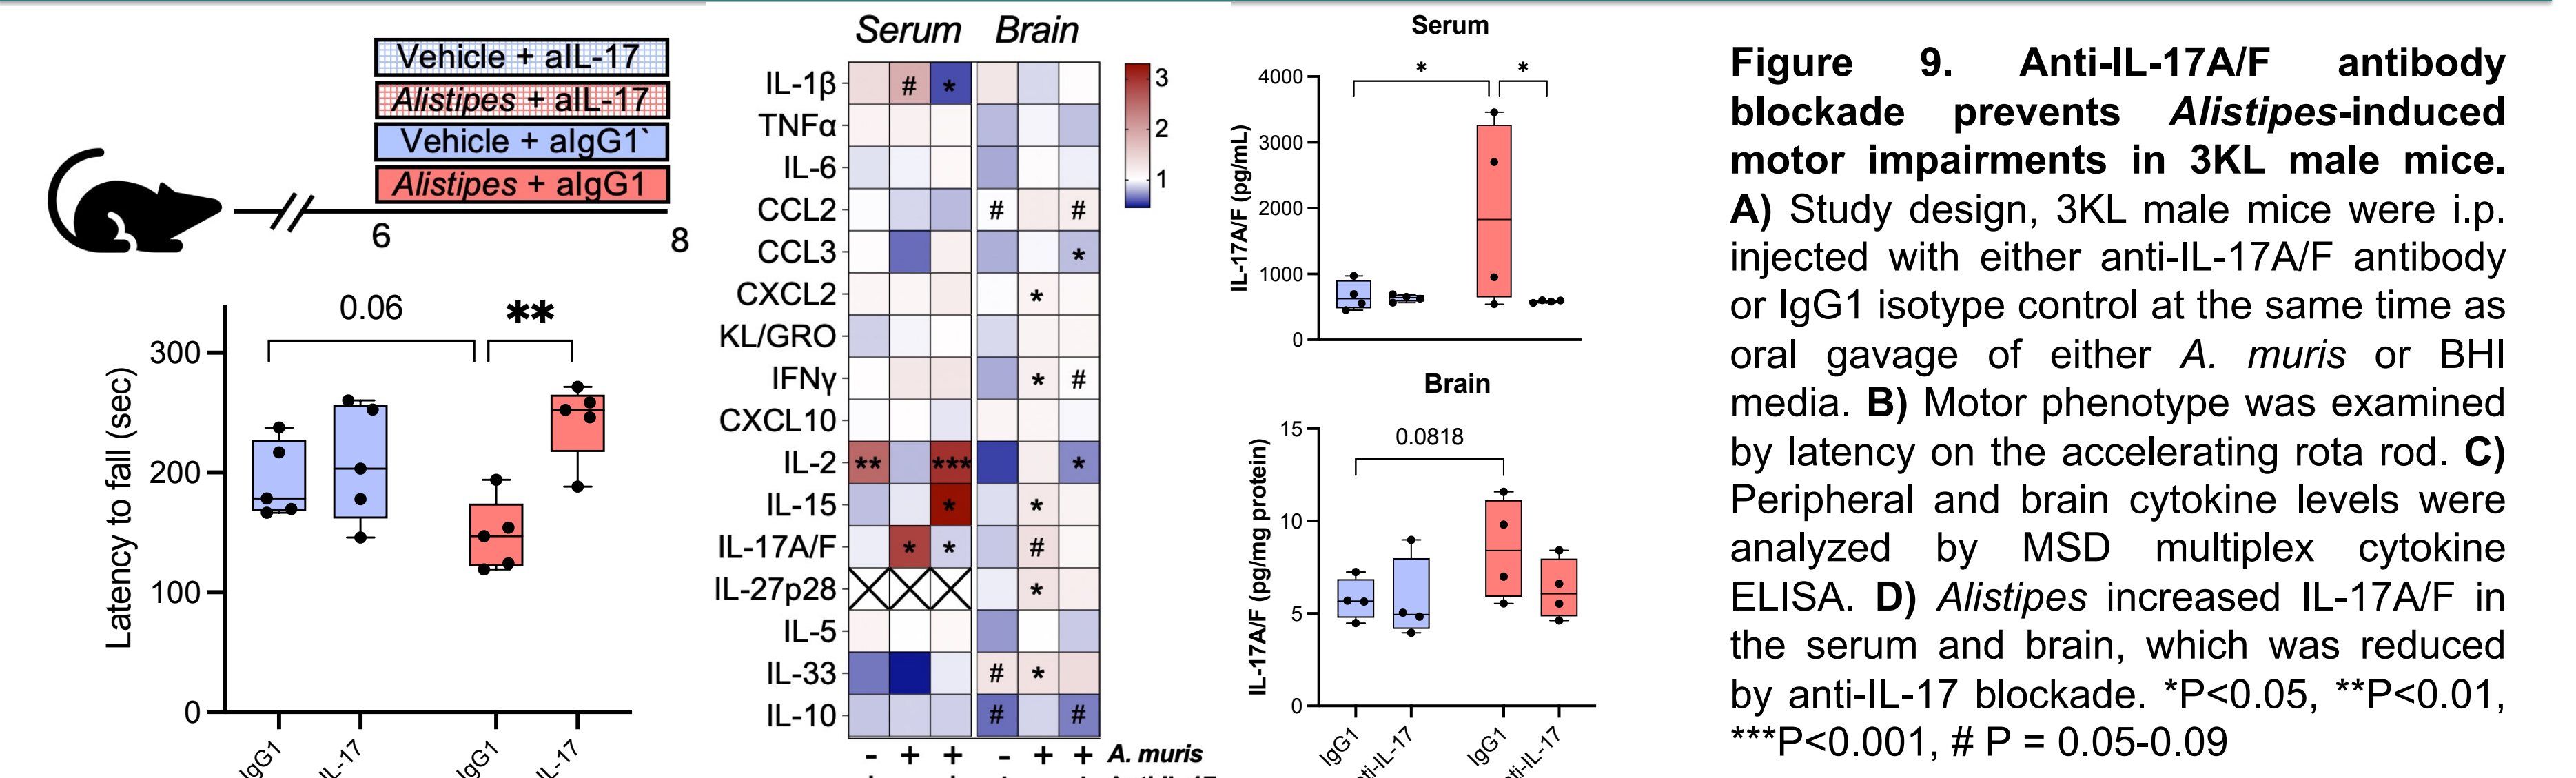 Vehicle + aIL-17
Alistipes + aIL-17
Vehicle + aIgG1`
Alistipes + aIgG1
6
8
0.06
**
Latency to fall (sec)
300
200
100
0
IgG1
IL-17
IgG1
IL-17
Serum Brain
IL-1β # *
TNFα
IL-6
CCL2 # #
CCL3 *
CXCL2 *
KL/GRO
IFNγ * #
CXCL10
IL-2 ** *** *
IL-15 * *
IL-17A/F * * #
IL-27p28 *
IL-5
IL-33 # *
IL-10 # #
- + + - + + A. muris
3
2
1
Serum
* *
IL-17A/F (pg/mL)
4000
3000
2000
1000
0
Brain
0.0818
IL-17A/F (pg/mg protein)
15
10
5
0
IgG1
nti-IL-17
IgG1
nti-IL-17
Figure 9. Anti-IL-17A/F antibody
blockade prevents Alistipes-induced
motor impairments in 3KL male mice.
A) Study design, 3KL male mice were i.p.
injected with either anti-IL-17A/F antibody
or IgG1 isotype control at the same time as
oral gavage of either A. muris or BHI
media. B) Motor phenotype was examined
by latency on the accelerating rota rod. C)
Peripheral and brain cytokine levels were
analyzed by MSD multiplex cytokine
ELISA. D) Alistipes increased IL-17A/F in
the serum and brain, which was reduced
by anti-IL-17 blockade. *P<0.05, **P<0.01,
***P<0.001, # P = 0.05-0.09